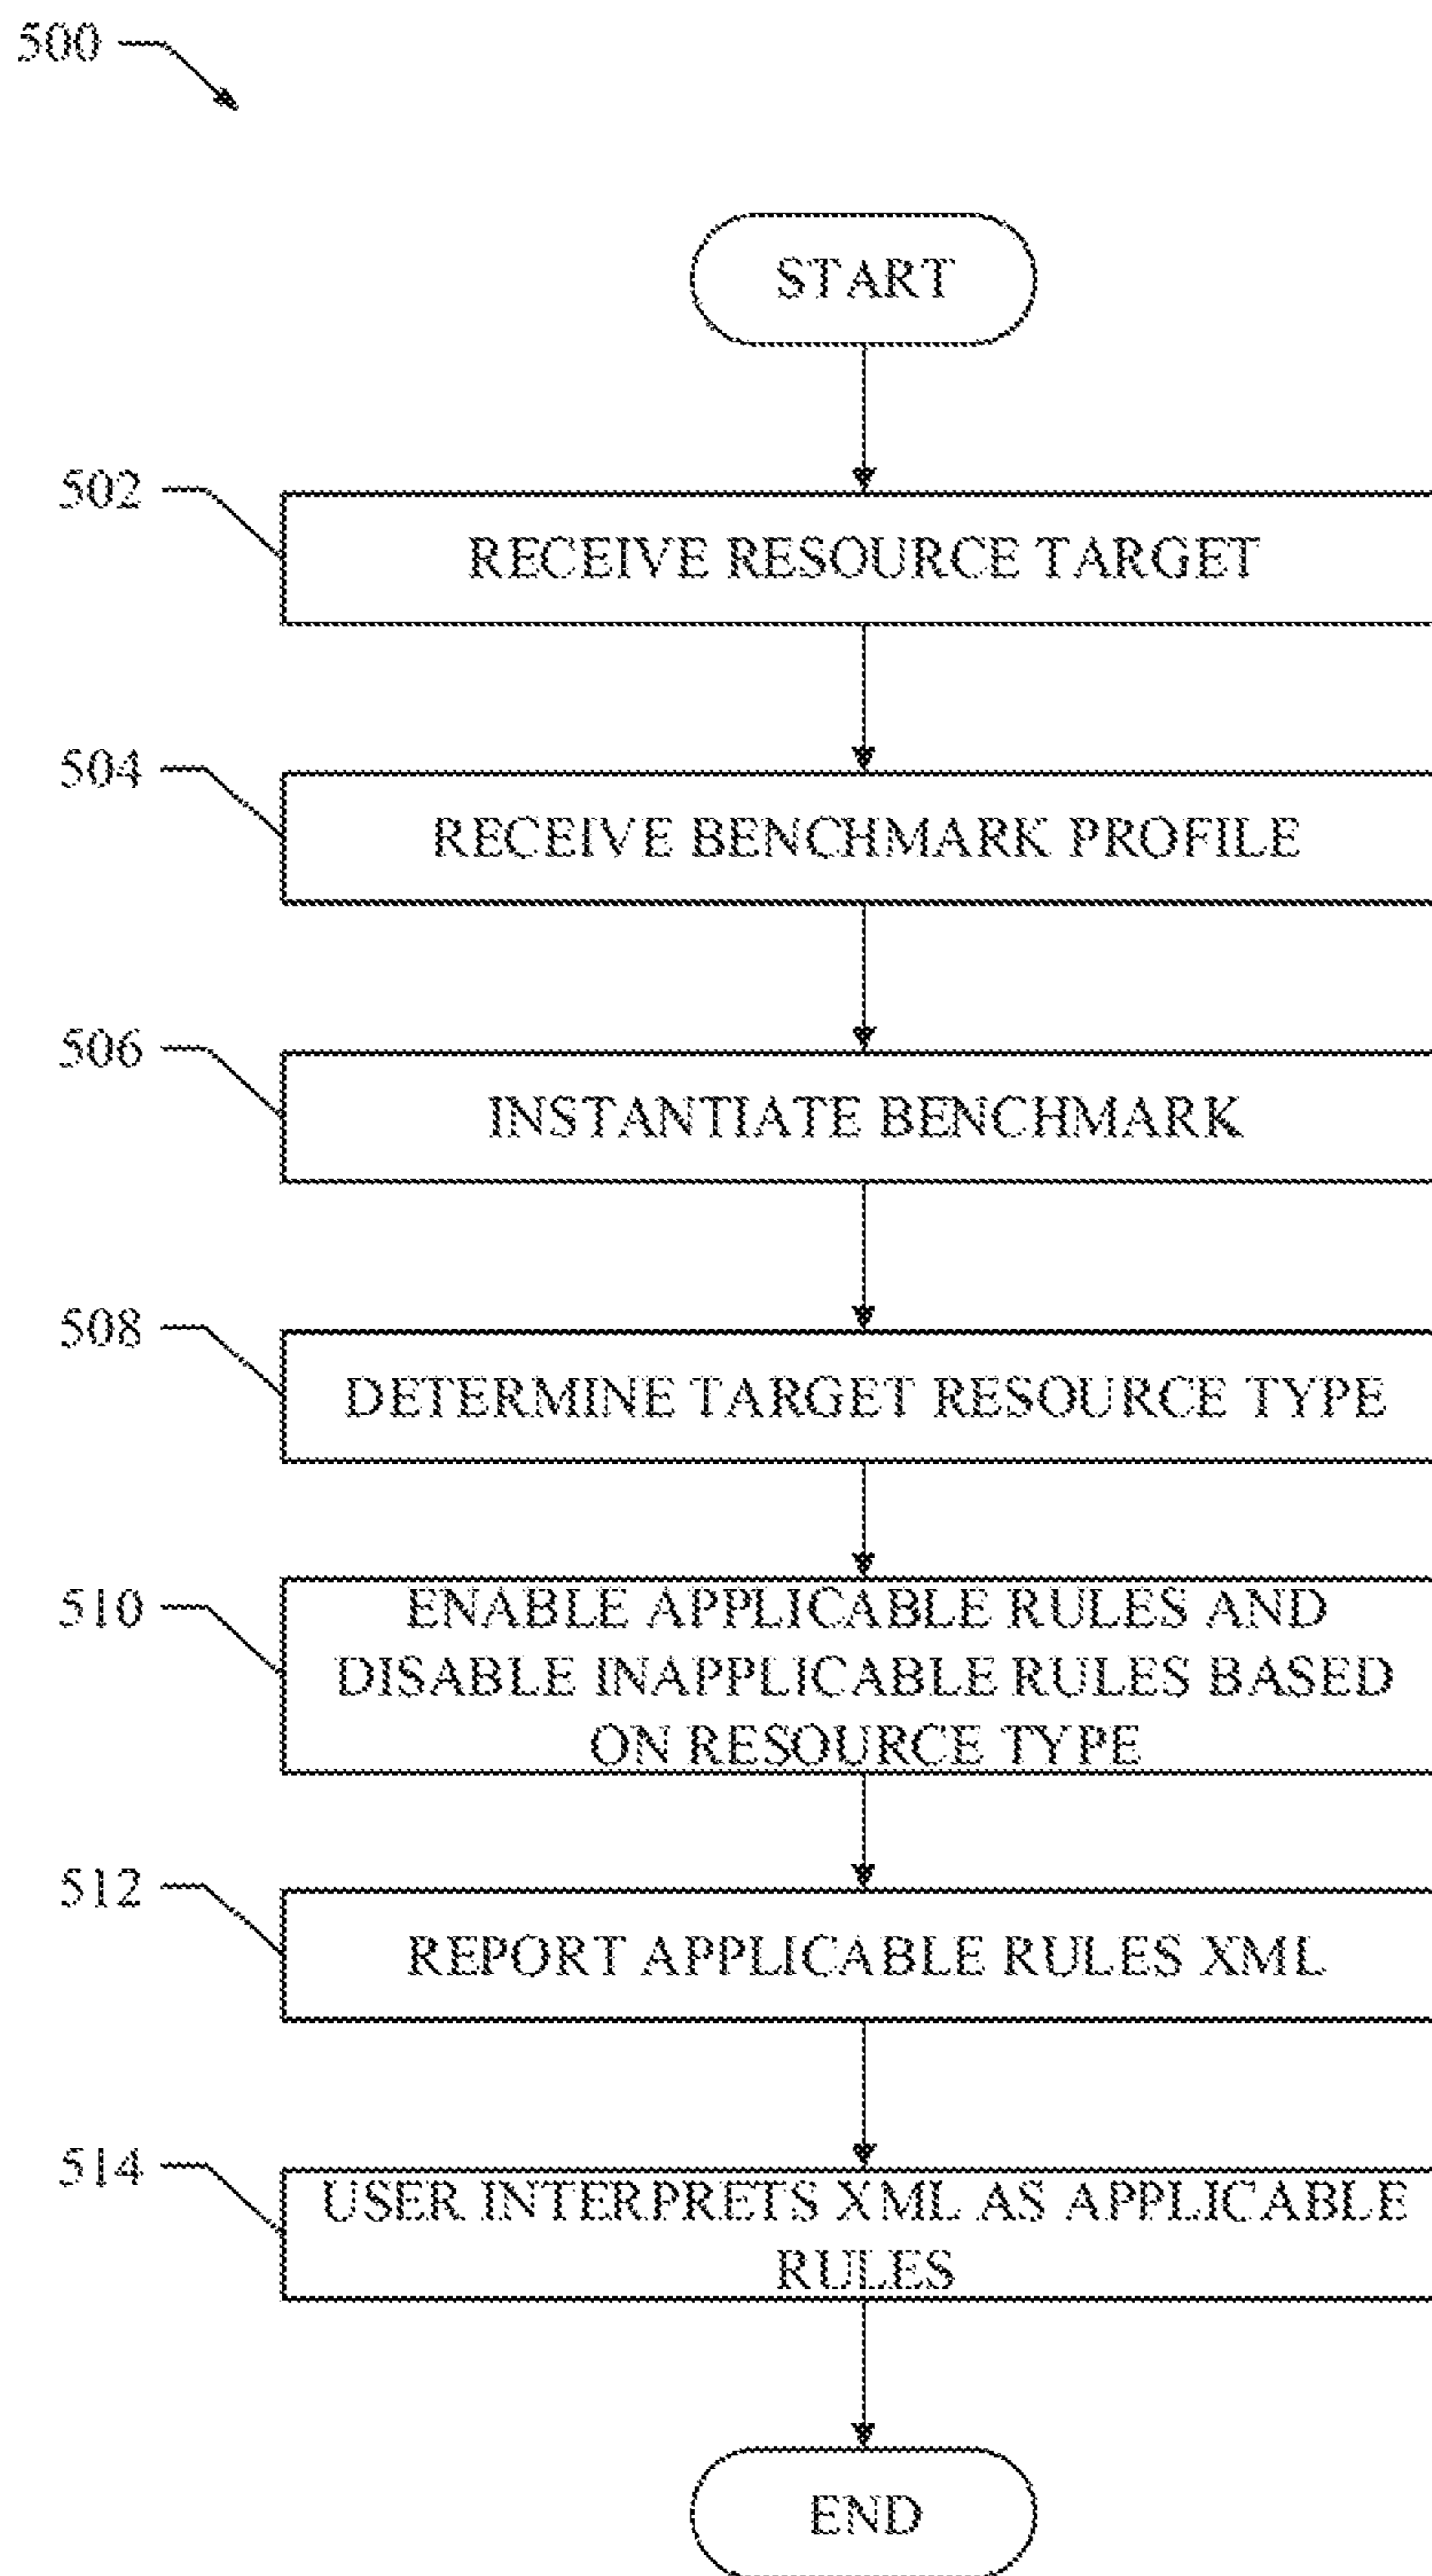 500
START
502
RECEIVE RESOURCE TARGET
504
RECEIVE BENCHMARK PROFILE
506
INSTANTIATE BENCHMARK
508
DETERMINE TARGET RESOURCE TYPE
510
ENABLE APPLICABLE RULES AND
DISABLE INAPPLICABLE RULES BASED
ON RESOURCE TYPE
512
REPORT APPLICABLE RULES XML
514
USER INTERPRETS XML AS APPLICABLE
RULES
END